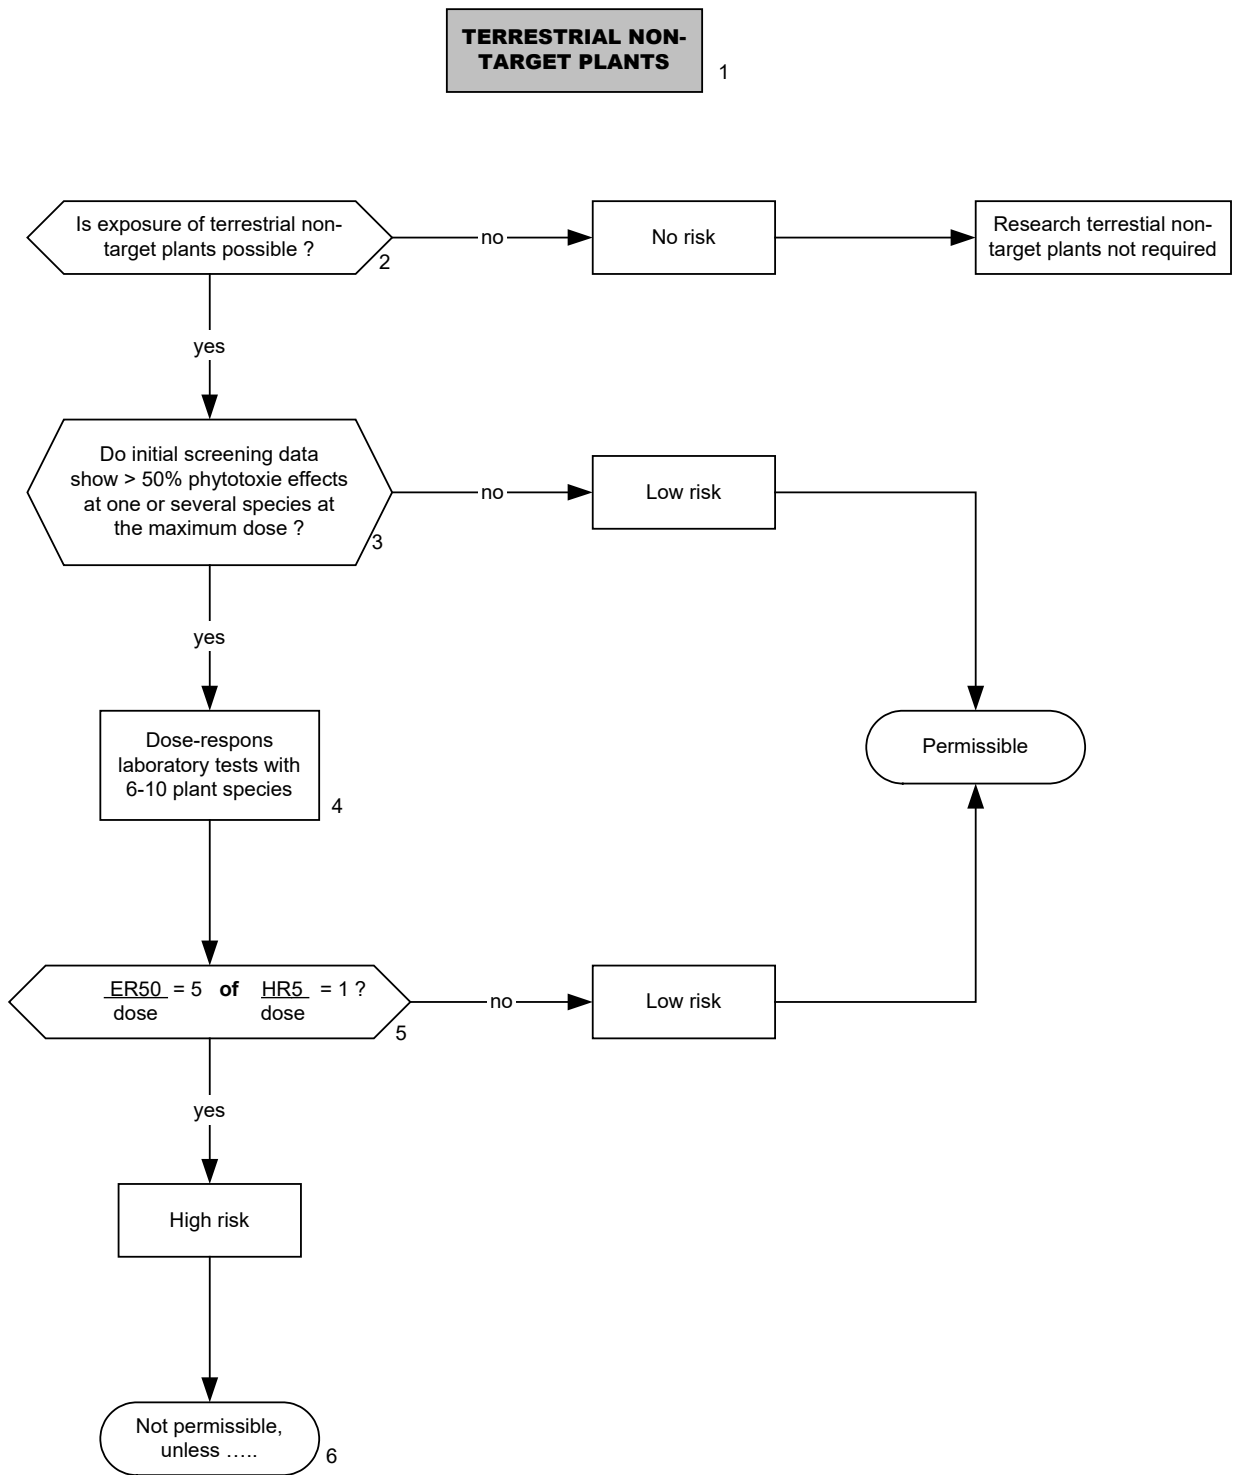 TERRESTRIAL NON-
TARGET PLANTS
1
Is exposure of terrestrial non-
target plants possible ?
2
no
No risk
Research terrestial non-
target plants not required
yes
Do initial screening data
show > 50% phytotoxie effects
at one or several species at
the maximum dose ?
3
no
Low risk
yes
Dose-respons
laboratory tests with
6-10 plant species
4
Permissible
ER50 = 5 of HR5 = 1 ?
dose dose
5
no
Low risk
yes
High risk
Not permissible,
unless …..
6